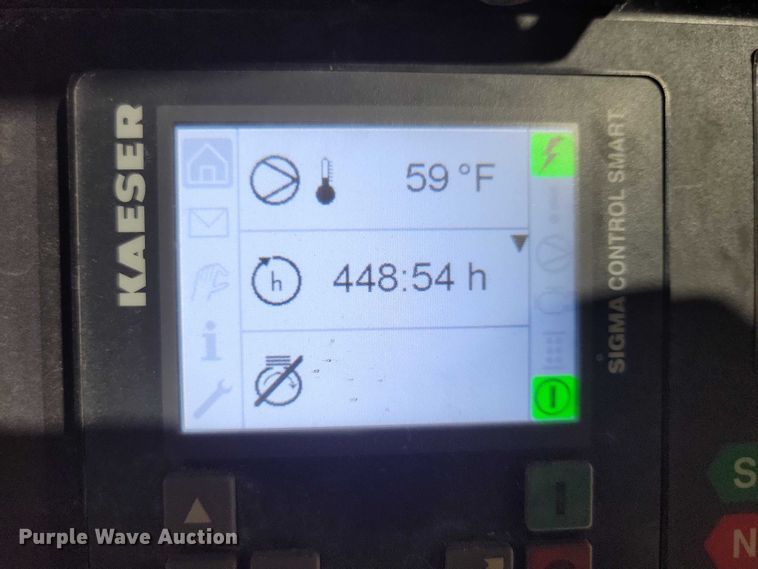 KAESER
59 °F
h
448:54 h
i
SIGMA CONTROL SMART
S
N
Purple Wave Auction